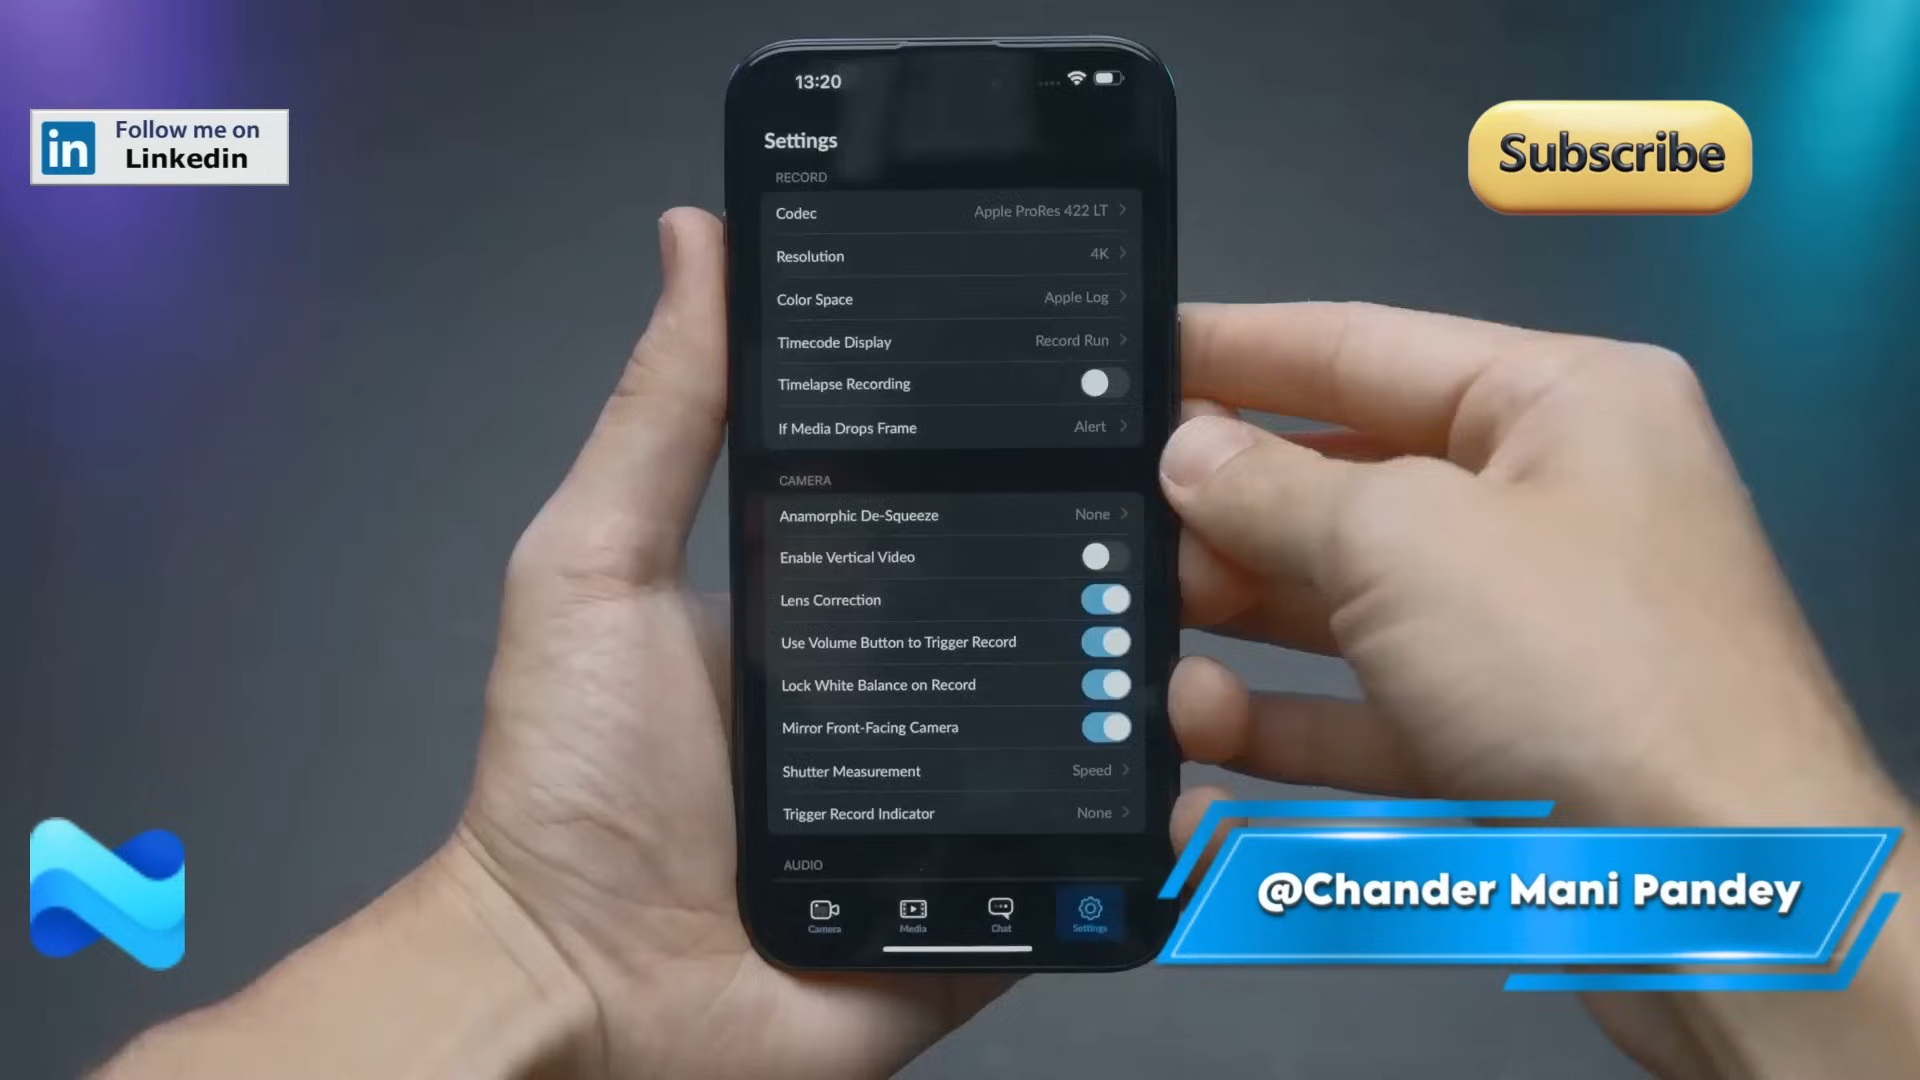 Follow me on
Linkedin
in
Subscribe
13:20
Settings
RECORD
Codec Apple ProRes 422 LT
Resolution 4K
Color Space Apple Log
Timecode Display Record Run
Timelapse Recording
If Media Drops Frame Alert
CAMERA
Anamorphic De-Squeeze None
Enable Vertical Video
Lens Correction
Use Volume Button to Trigger Record
Lock White Balance on Record
Mirror Front-Facing Camera
Shutter Measurement Speed
Trigger Record Indicator None
AUDIO
Camera Media Chat Settings
@Chander Mani Pandey